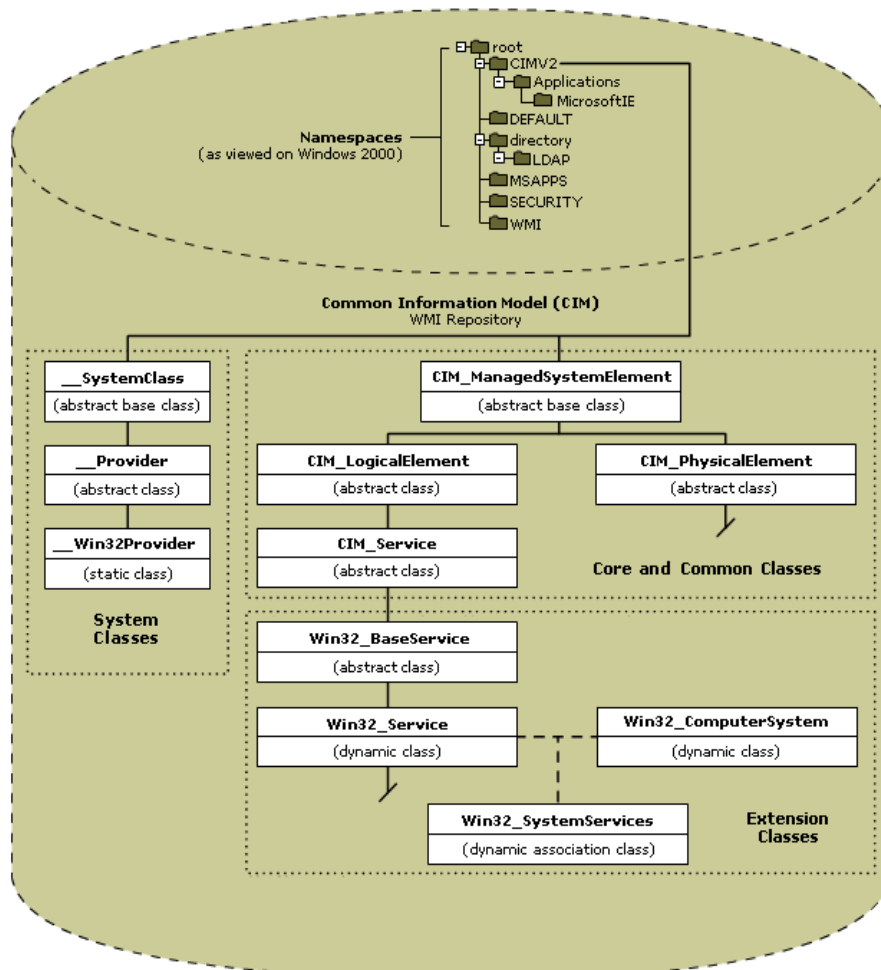 root
CIMV2
Applications
MicrosoftIE
DEFAULT
Namespaces
(as viewed on Windows 2000)
directory
LDAP
MSAPPS
SECURITY
WMI
Common Information Model (CIM)
WMI Repository
__SystemClass
(abstract base class)
__Provider
(abstract class)
__Win32Provider
(static class)
System
Classes
CIM_ManagedSystemElement
(abstract base class)
CIM_LogicalElement
(abstract class)
CIM_PhysicalElement
(abstract class)
CIM_Service
(abstract class)
Core and Common Classes
Win32_BaseService
(abstract class)
Win32_Service
(dynamic class)
Win32_ComputerSystem
(dynamic class)
Win32_SystemServices
(dynamic association class)
Extension
Classes